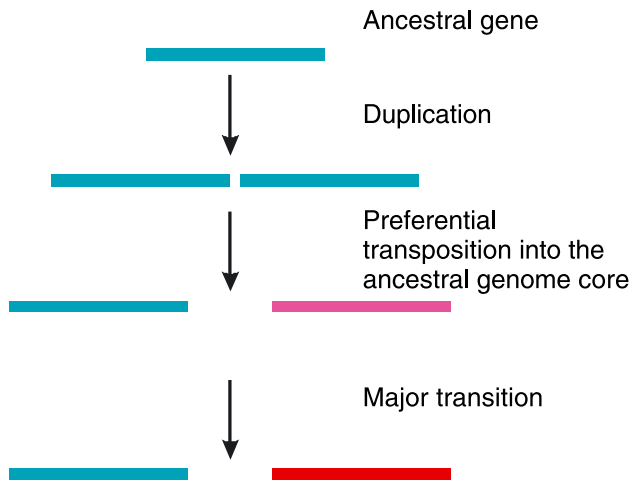 Ancestral gene
Duplication
Preferential
transposition into the
ancestral genome core
Major transition